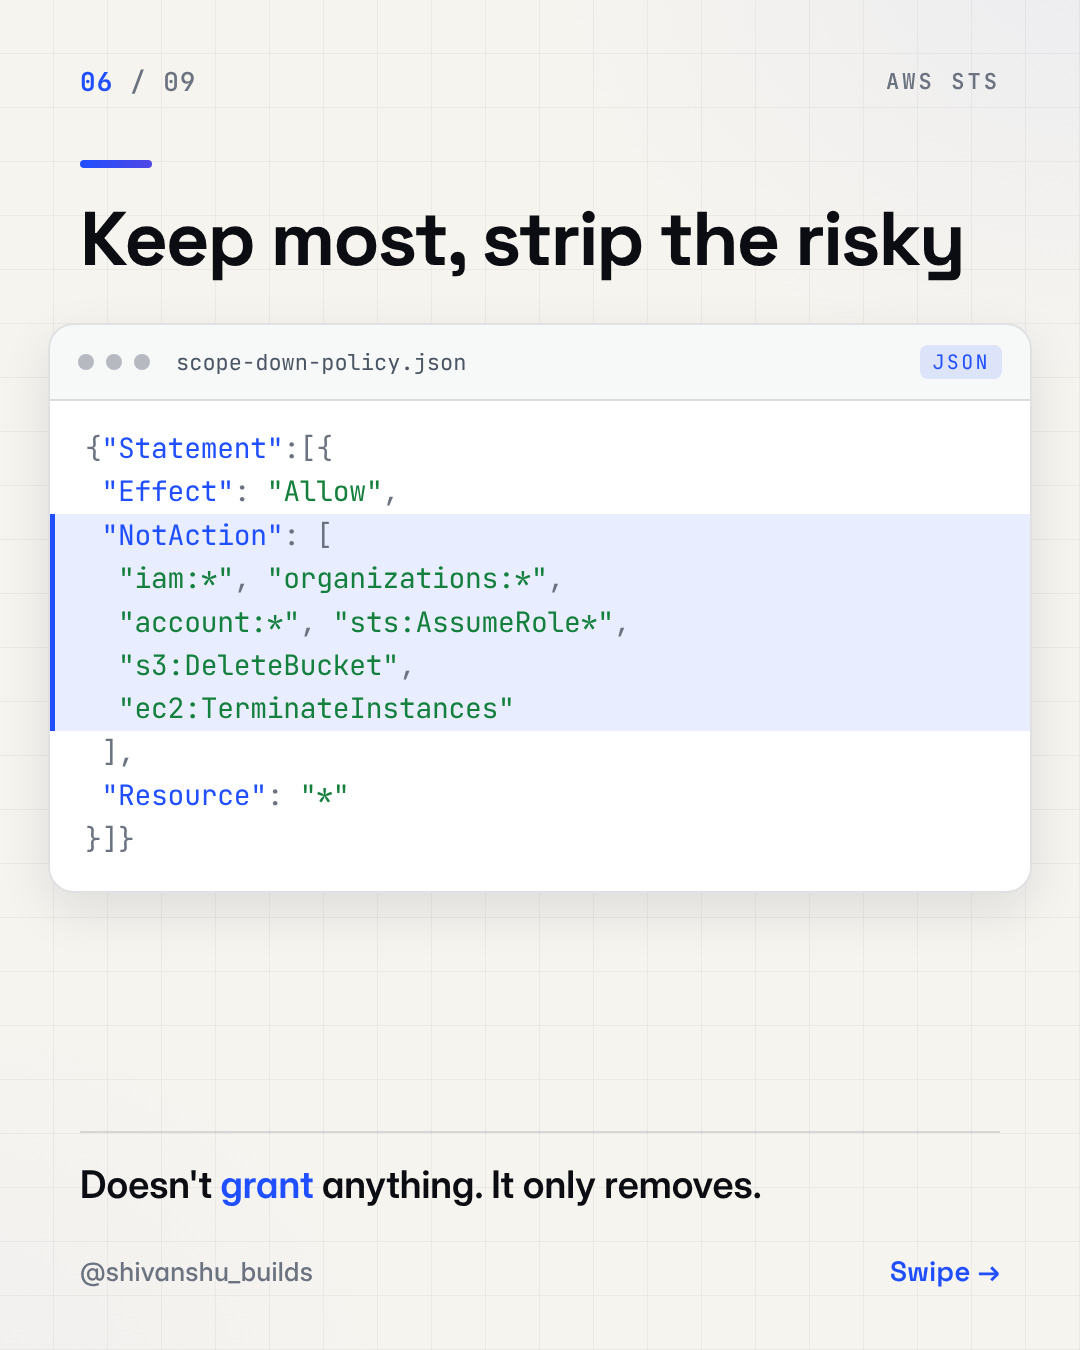 06 / 09
AWS STS
Keep most, strip the risky
scope-down-policy.json
JSON
{"Statement":[{
"Effect": "Allow",
"NotAction": [
"iam:*", "organizations:*",
"account:*", "sts:AssumeRole*",
"s3:DeleteBucket",
"ec2:TerminateInstances"
],
"Resource": "*"
}]}
Doesn't grant anything. It only removes.
@shivanshu_builds
Swipe →